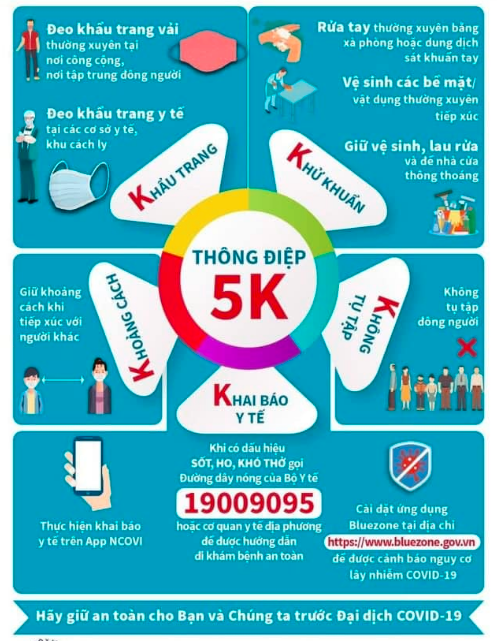 Đeo khẩu trang vải
thường xuyên tại
nơi công cộng,
nơi tập trung đông người
Đeo khẩu trang y tế
tại các cơ sở y tế,
khu cách ly
KHẨU TRANG
Rửa tay thường xuyên bằng
xà phòng hoặc dung dịch
sát khuẩn tay
Vệ sinh các bề mặt/
vật dụng thường xuyên
tiếp xúc
Giữ vệ sinh, lau rửa
và để nhà cửa
thông thoáng
KHỬ KHUẨN
THÔNG ĐIỆP
5K
Giữ khoảng
cách khi
tiếp xúc với
người khác
KHOẢNG CÁCH
KHÔNG
TỤ TẬP
Không
tụ tập
đông người
KHAI BÁO
Y TẾ
Thực hiện khai báo
y tế trên App NCOVI
Khi có dấu hiệu
SỐT, HO, KHÓ THỞ gọi
Đường dây nóng của Bộ Y tế
19009095
hoặc cơ quan y tế địa phương
để được hướng dẫn
đi khám bệnh an toàn
Cài đặt ứng dụng
Bluezone tại địa chỉ
https://www.bluezone.gov.vn
để được cảnh báo nguy cơ
lây nhiễm COVID-19
Hãy giữ an toàn cho Bạn và Chúng ta trước Đại dịch COVID-19